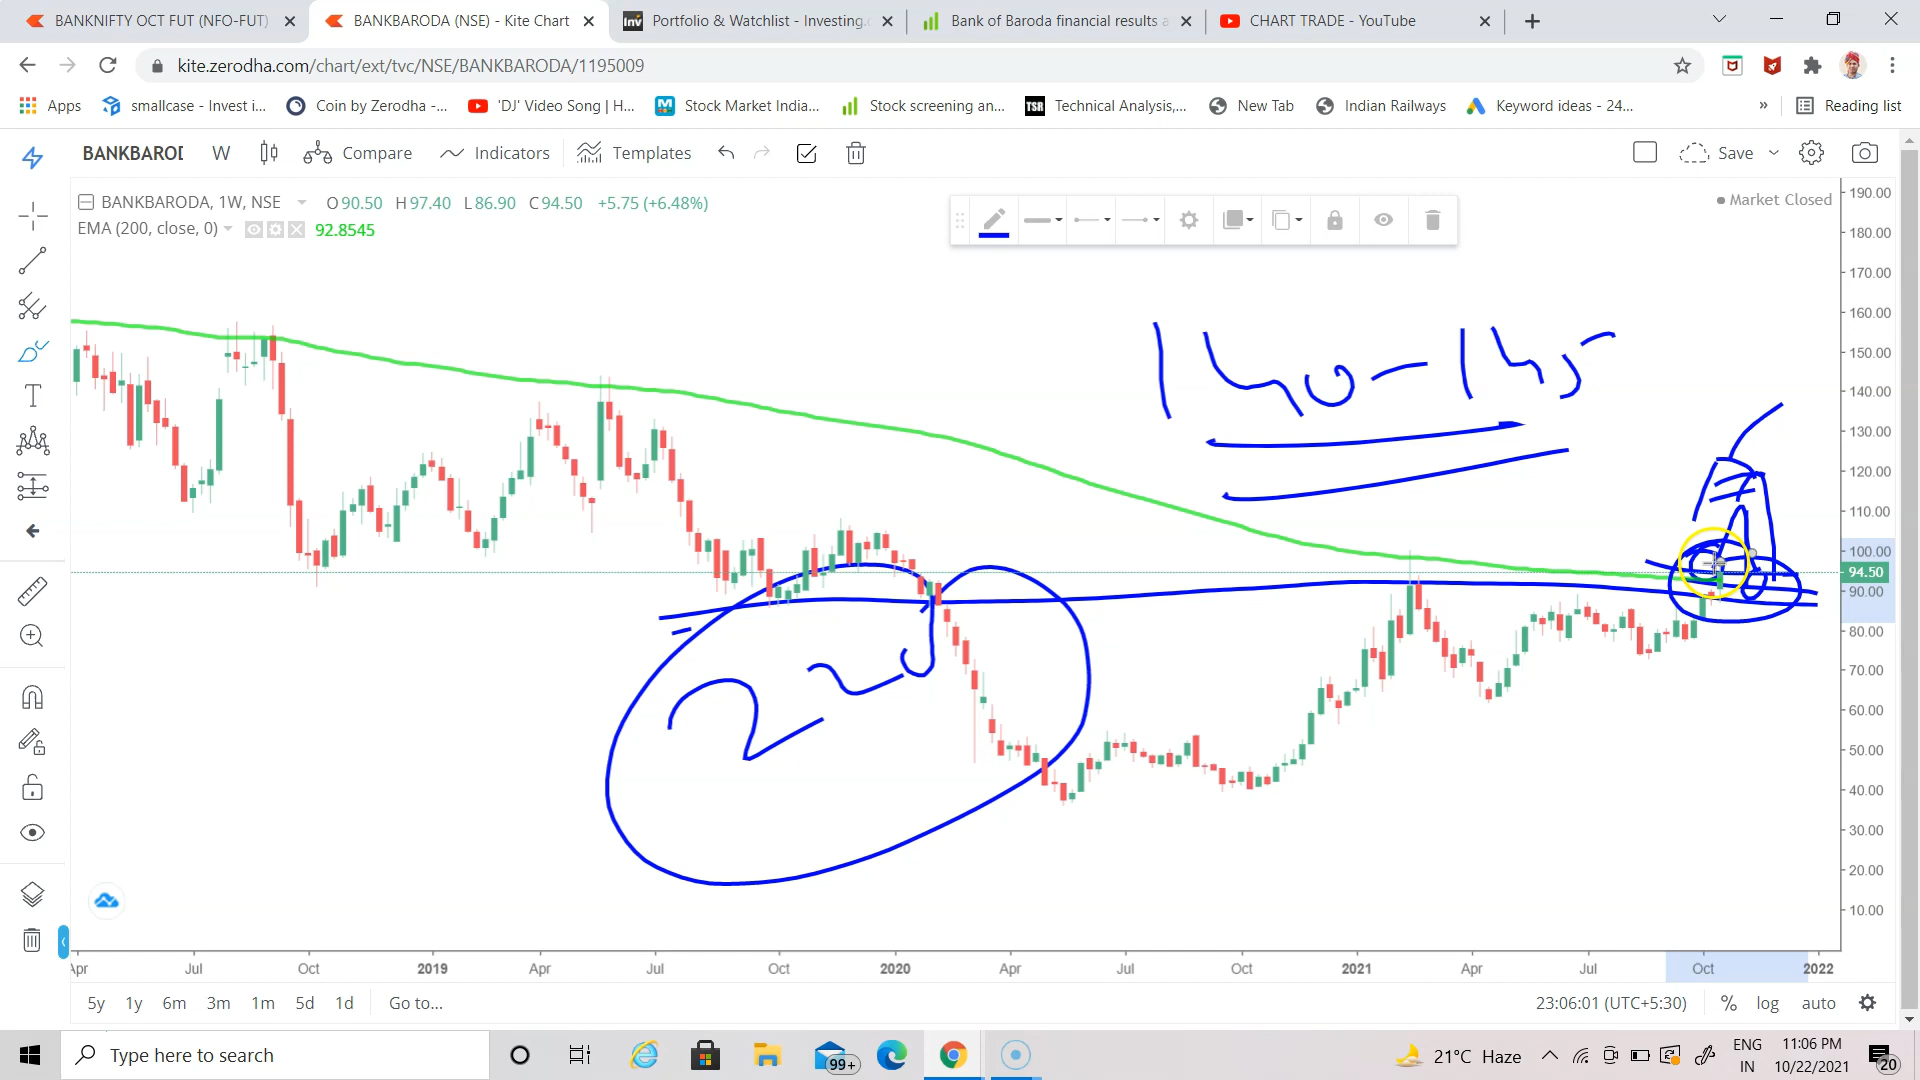 BANKNIFTY OCT FUT (NFO-FUT)
BANKBARODA (NSE) - Kite Chart
Portfolio & Watchlist - Investing.c
Bank of Baroda financial results a
CHART TRADE - YouTube
kite.zerodha.com/chart/ext/tvc/NSE/BANKBARODA/1195009
Apps
smallcase - Invest i...
Coin by Zerodha -...
'DJ' Video Song | H...
Stock Market India...
Stock screening an...
TSR
Technical Analysis,...
New Tab
Indian Railways
Keyword ideas - 24...
»
Reading list
BANKBAROD
W
Compare
Indicators
Templates
Save
BANKBARODA, 1W, NSE
O90.50 H97.40 L86.90 C94.50 +5.75 (+6.48%)
Market Closed
EMA (200, close, 0)
92.8545
190.00
180.00
170.00
160.00
150.00
140.00
130.00
120.00
110.00
100.00
94.50
90.00
80.00
70.00
60.00
50.00
40.00
30.00
20.00
10.00
140-145
Apr Jul Oct 2019 Apr Jul Oct 2020 Apr Jul Oct 2021 Apr Jul Oct 2022
5y 1y 6m 3m 1m 5d 1d Go to...
23:06:01 (UTC+5:30) % log auto
Type here to search
99+
21°C Haze
ENG
IN
11:06 PM
10/22/2021
20